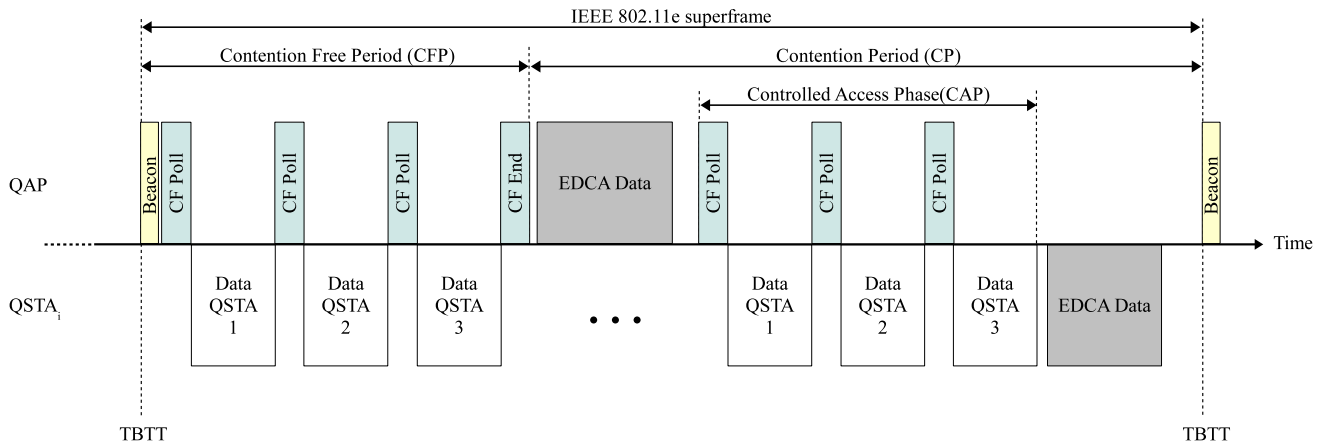 IEEE 802.11e superframe
Contention Free Period (CFP)
Contention Period (CP)
Controlled Access Phase(CAP)
QAP
Beacon
CF Poll
CF Poll
CF Poll
CF End
EDCA Data
CF Poll
CF Poll
CF Poll
Beacon
Time
QSTAi
Data
QSTA
1
Data
QSTA
2
Data
QSTA
3
Data
QSTA
1
Data
QSTA
2
Data
QSTA
3
EDCA Data
TBTT
TBTT